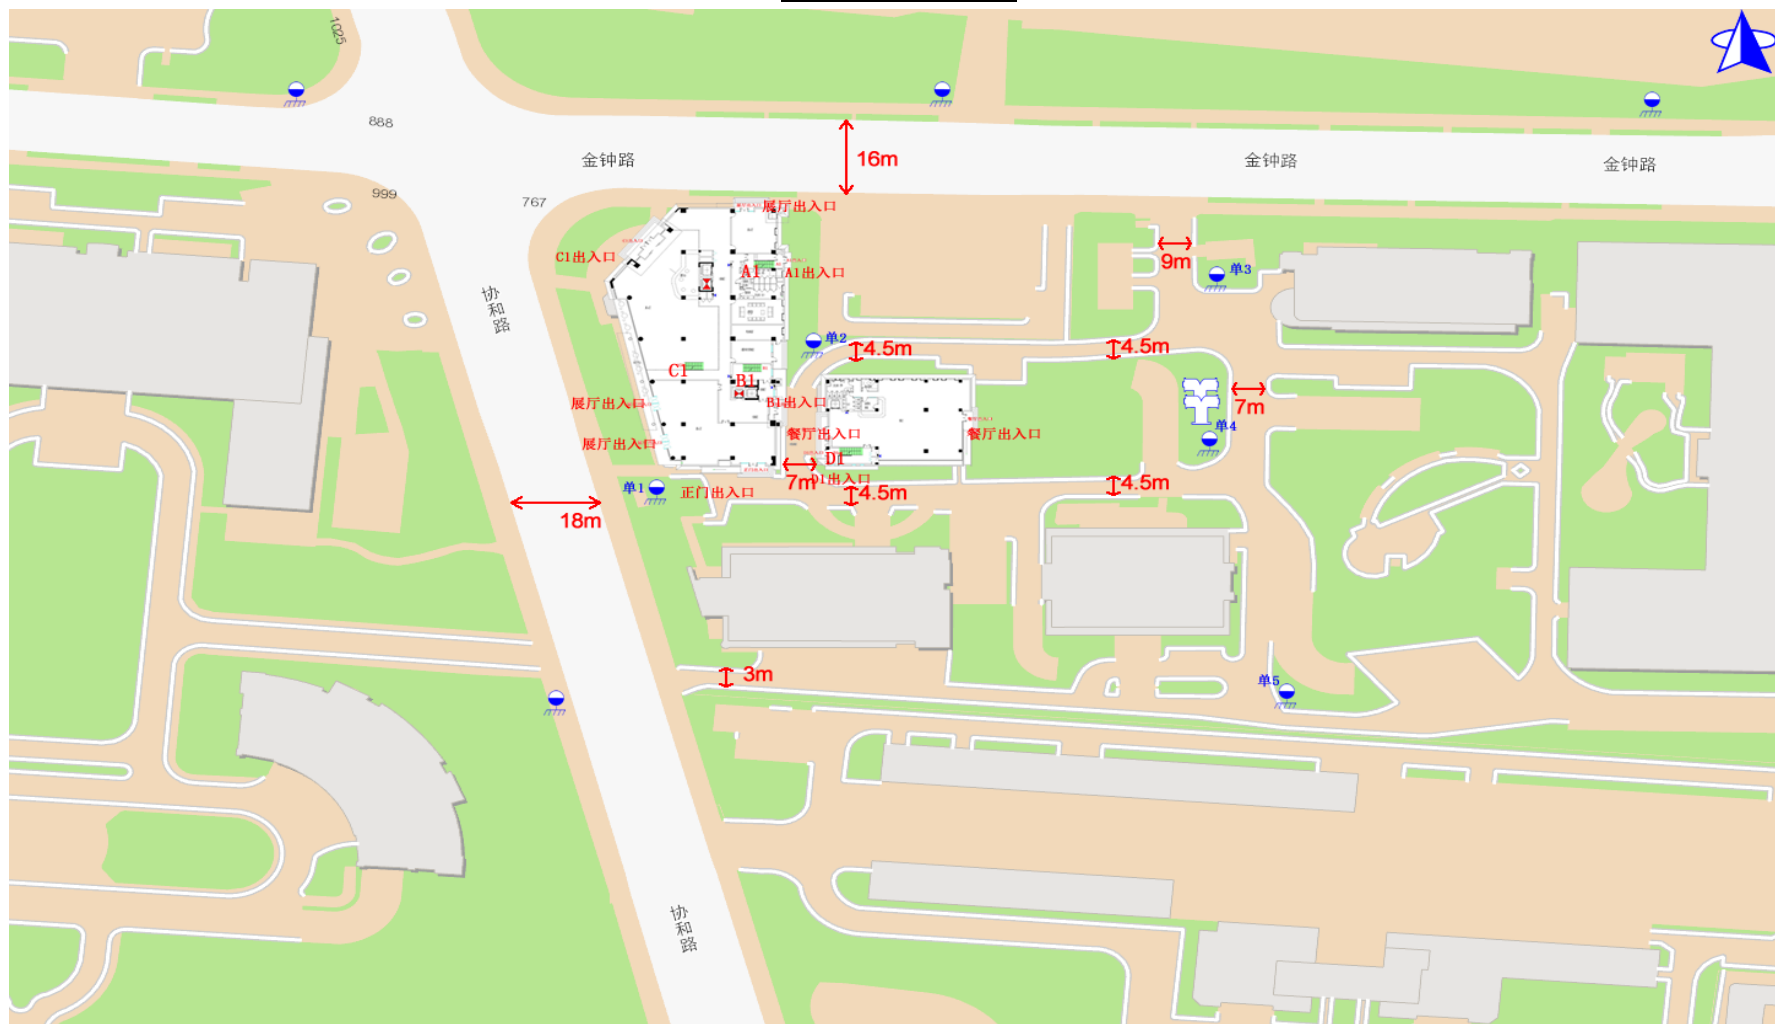 1025
888
金钟路
16m
金钟路
金钟路
999
767
展厅出入口
C1出入口
A1
A1出入口
9m
单3
协和路
单2
4.5m
4.5m
C1
B1
展厅出入口
B1出入口
7m
展厅出入口
餐厅出入口
餐厅出入口
单4
D1
7m
D1出入口
单1
正门出入口
4.5m
4.5m
18m
3m
单5
协和路